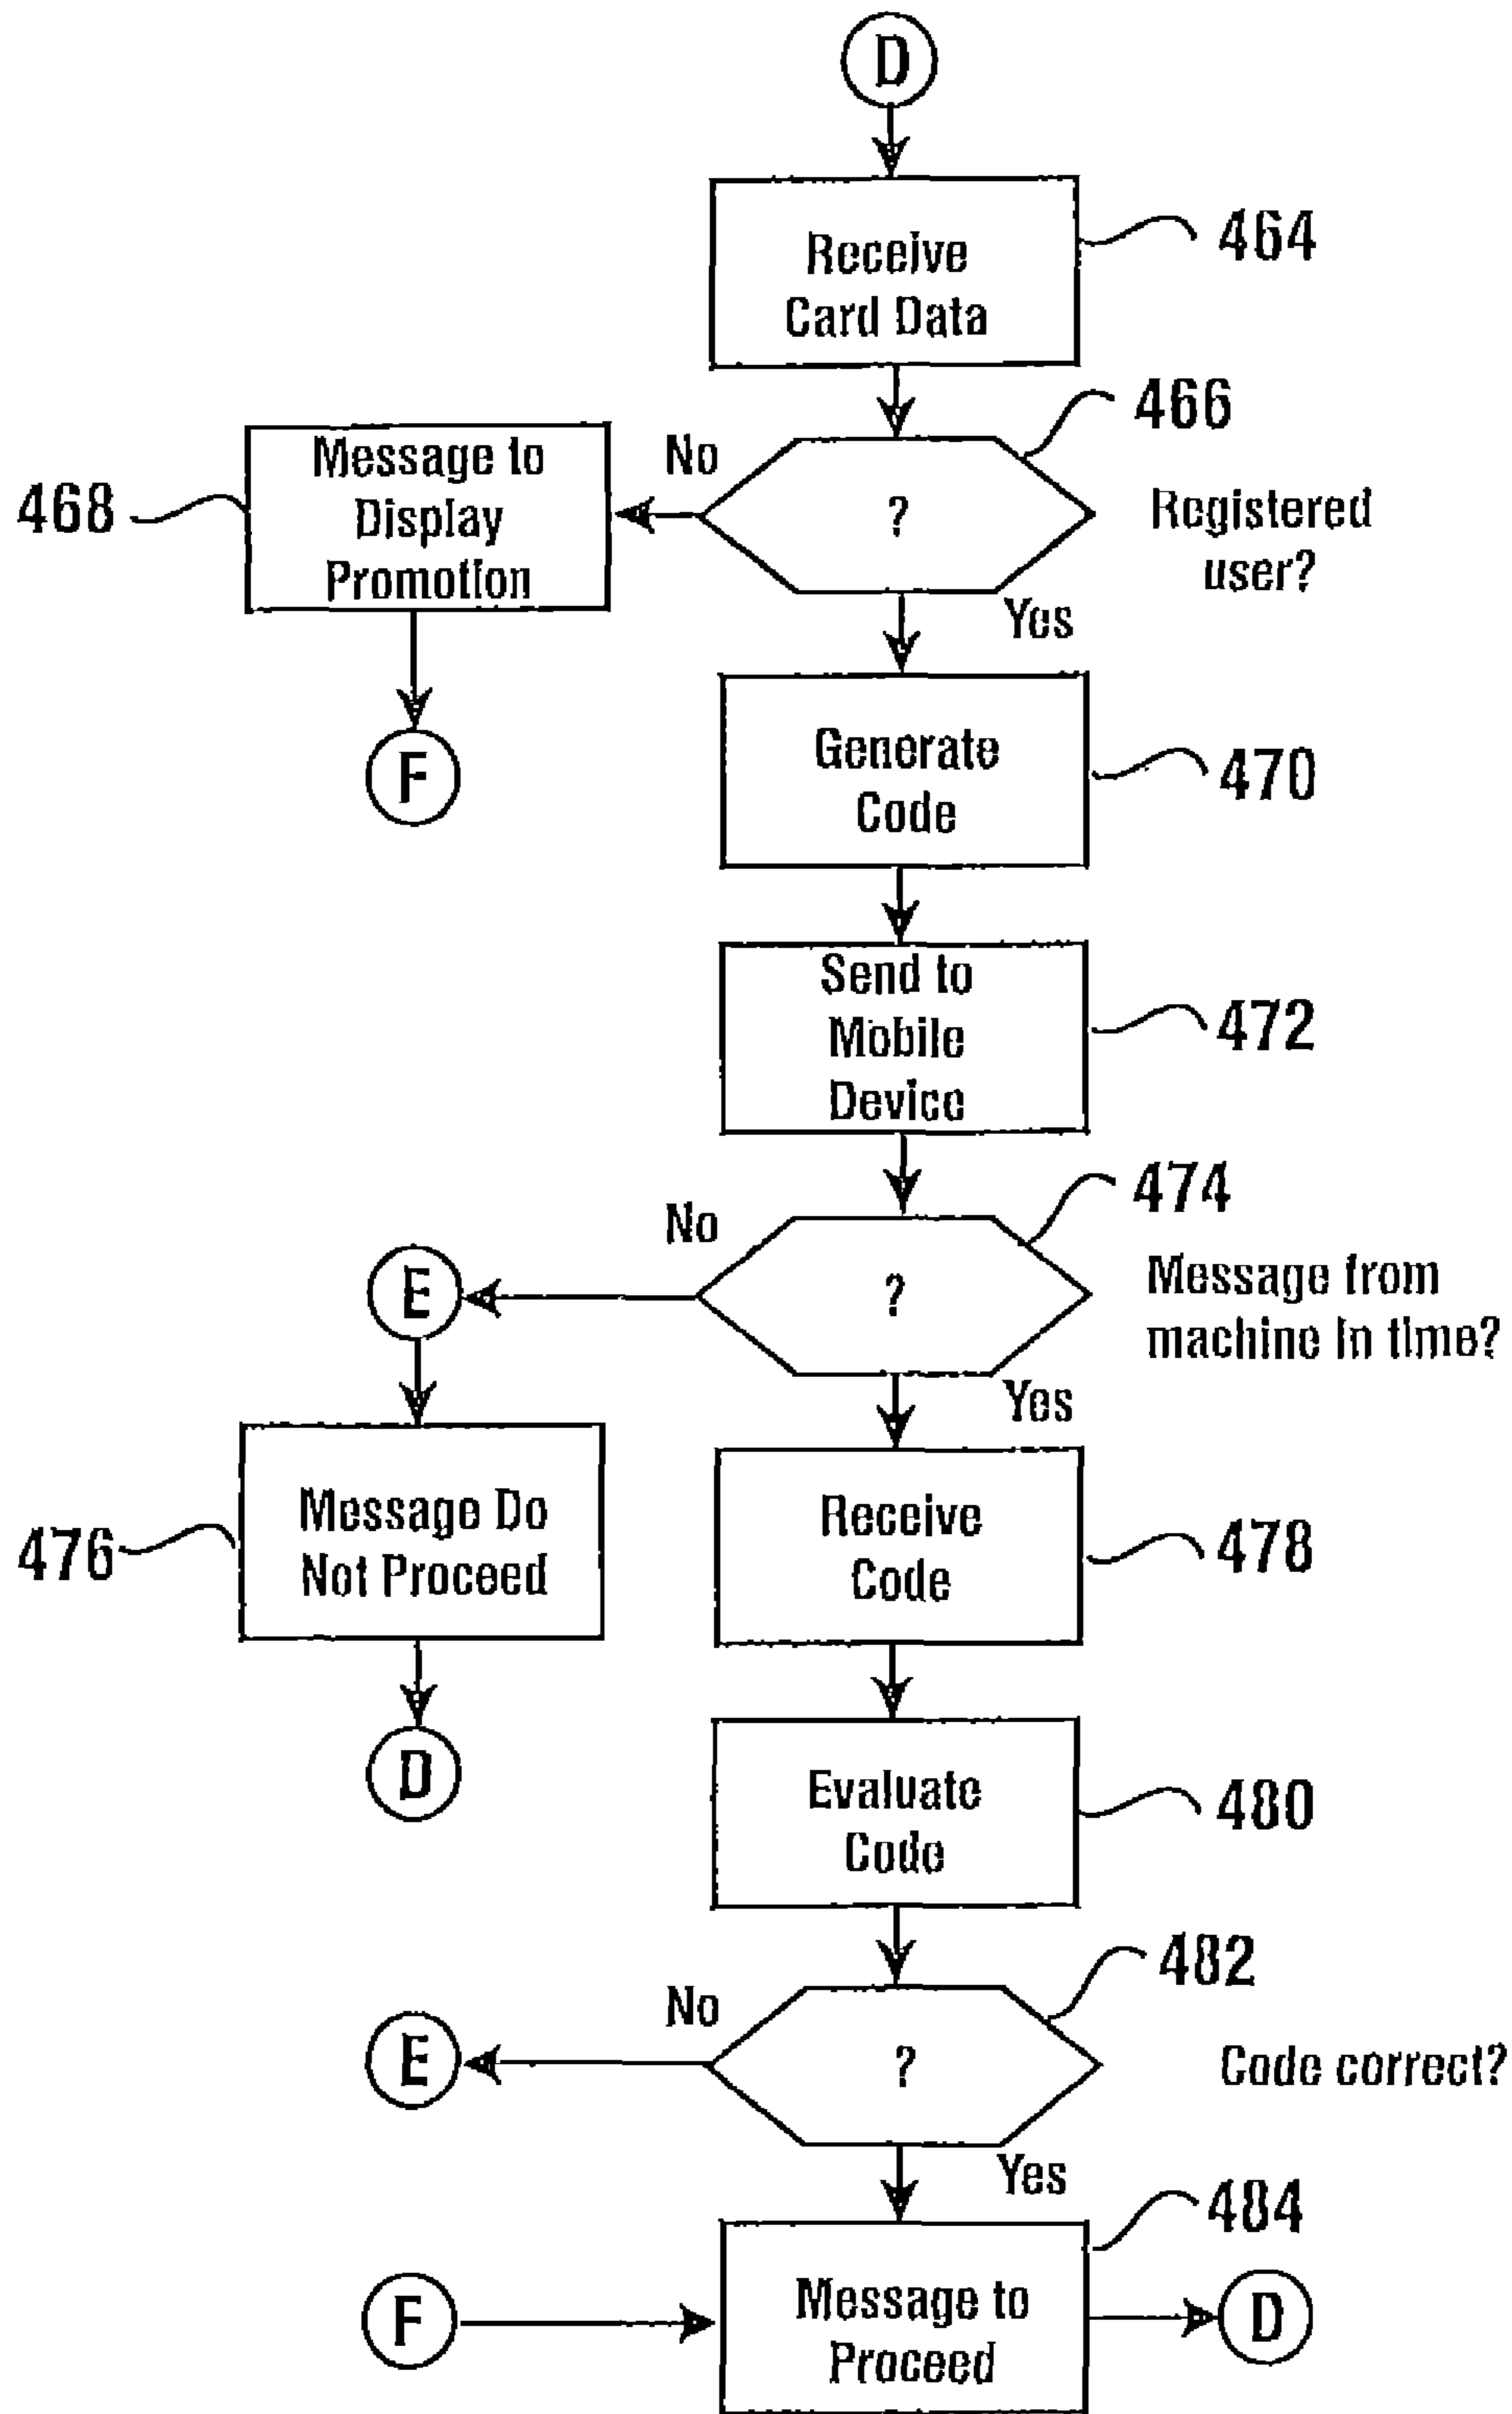 D
Receive
Card Data
464
466
No
?
Registered
user?
Yes
Message to
Display
Promotion
468
F
Generate
Code
470
Send to
Mobile
Device
472
474
No
?
Message from
machine in time?
Yes
E
Message Do
Not Proceed
476
D
Receive
Code
478
Evaluate
Code
480
482
No
?
Code correct?
E
Yes
484
F
Message to
Proceed
D